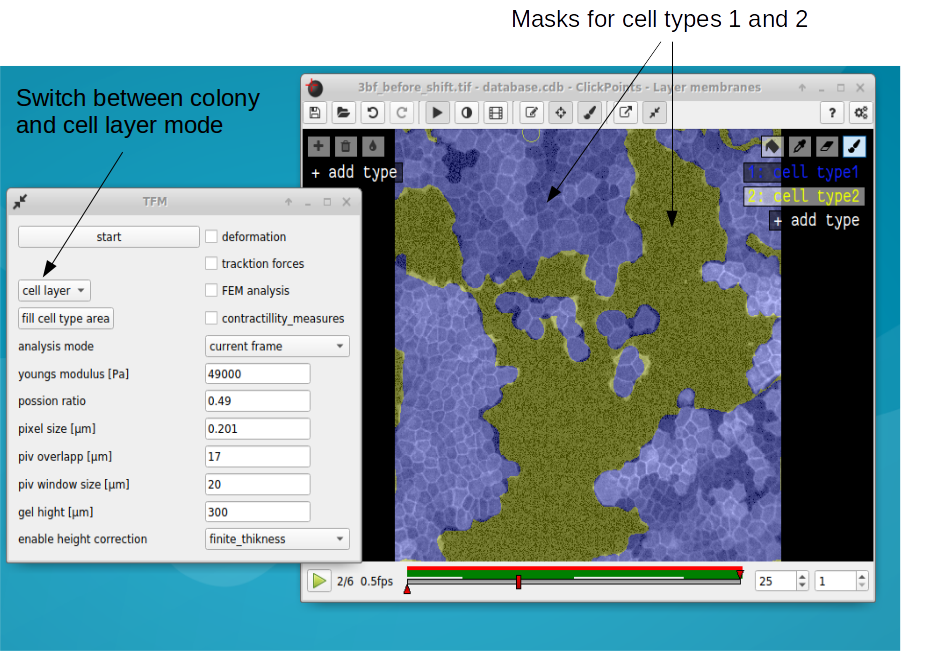 Masks for cell types 1 and 2
Switch between colony
and cell layer mode
3bf_before_shift.tif - database.cdb - ClickPoints - Layer membranes
?
+ add type
1: cell type1
2: cell type2
+ add type
TFM
start
deformation
tracktion forces
cell layer
FEM analysis
fill cell type area
contractillity_measures
analysis mode
current frame
youngs modulus [Pa]
49000
possion ratio
0.49
pixel size [µm]
0.201
piv overlapp [µm]
17
piv window size [µm]
20
gel hight [µm]
300
enable height correction
finite_thikness
2/6 0.5fps
25
1